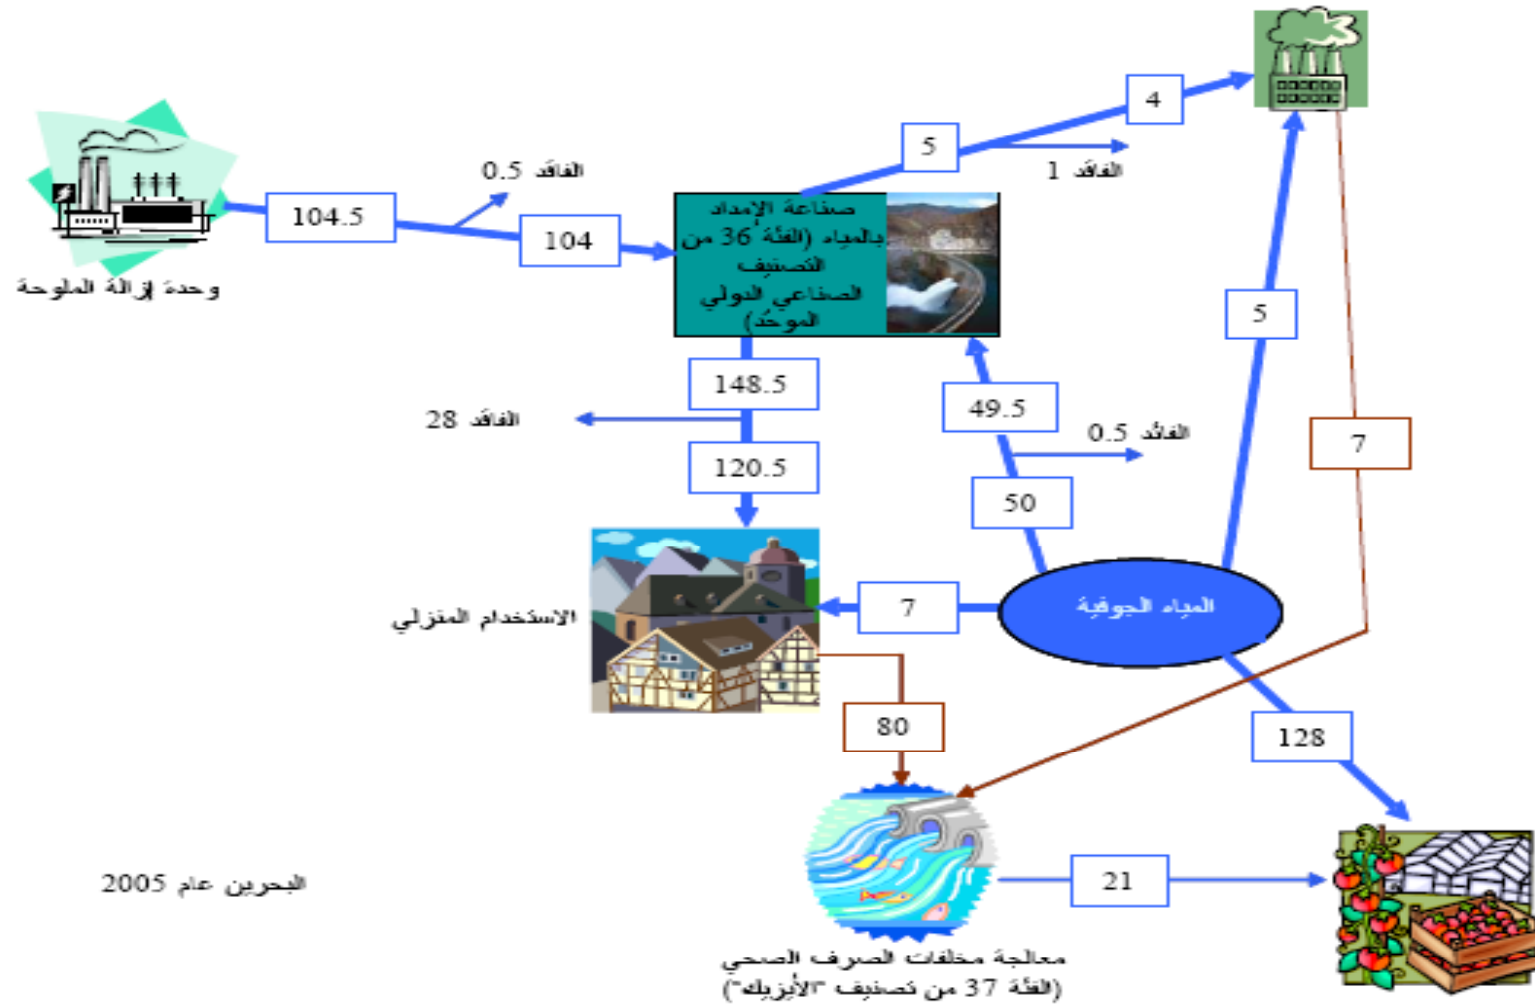 4
5
الفاقد 1
الفاقد 0.5
104.5
104
صناعة الإمداد
بالمياه (الفئة 36 من
التصنيف
الصناعي الدولي
الموحد)
وحدة إزالة الملوحة
5
148.5
49.5
الفاقد 28
الفائد 0.5
7
120.5
50
الاستخدام المنزلي
7
المياه الجوفية
80
128
البحرين عام 2005
21
معالجة مخلفات الصرف الصحي
(الفئة 37 من تصنيف "الأيزيك")